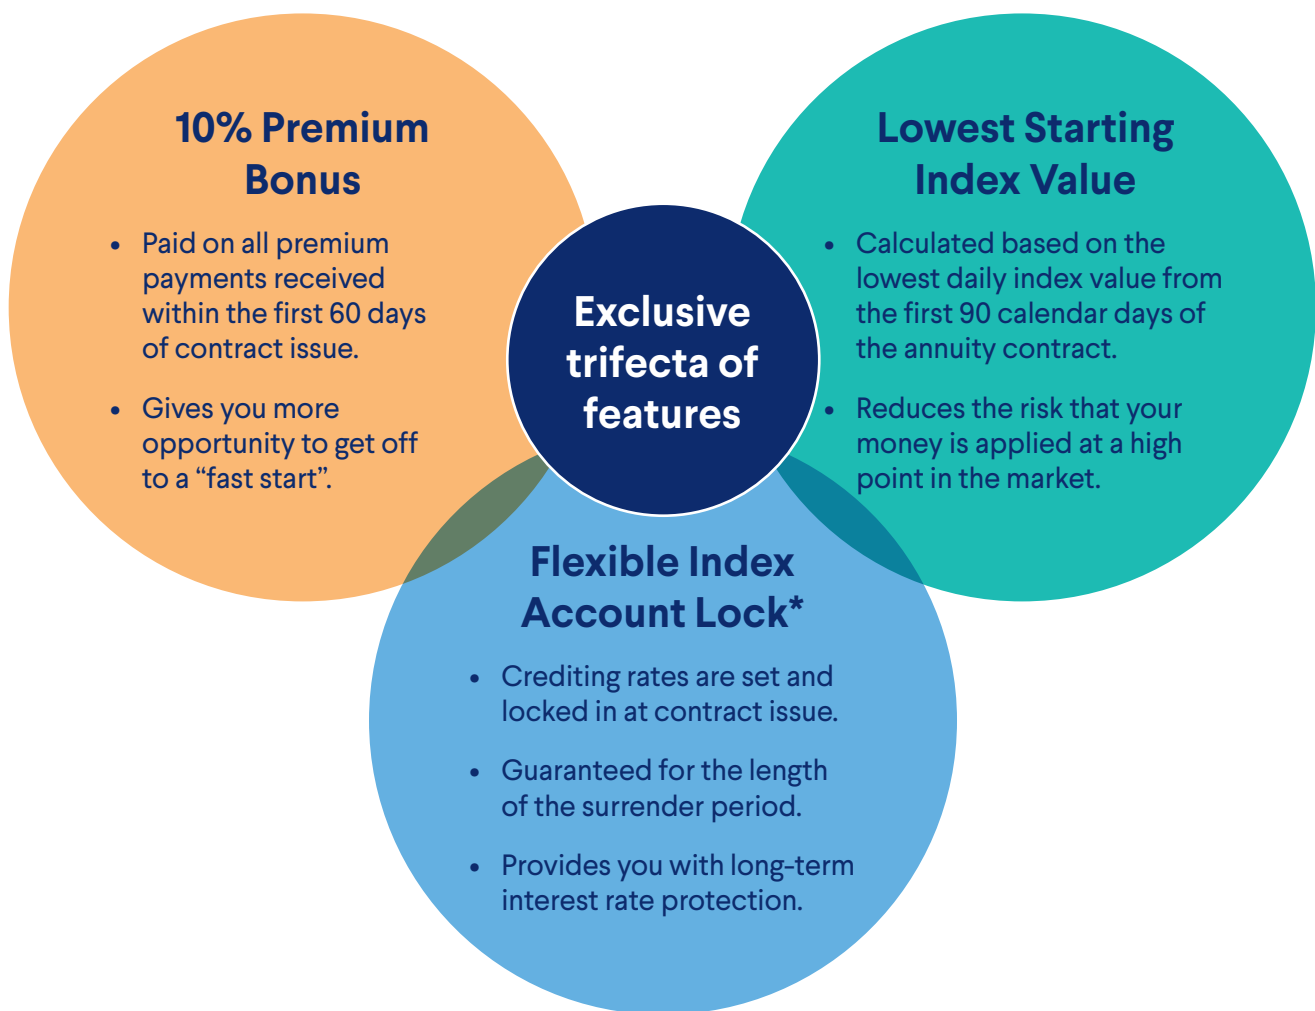 10% Premium
Bonus
• Paid on all premium
payments received
within the first 60 days
of contract issue.
• Gives you more
opportunity to get off
to a “fast start”.
Exclusive
trifecta of
features
Lowest Starting
Index Value
• Calculated based on the
lowest daily index value from
the first 90 calendar days of
the annuity contract.
• Reduces the risk that your
money is applied at a high
point in the market.
Flexible Index
Account Lock*
• Crediting rates are set and
locked in at contract issue.
• Guaranteed for the length
of the surrender period.
• Provides you with long-term
interest rate protection.